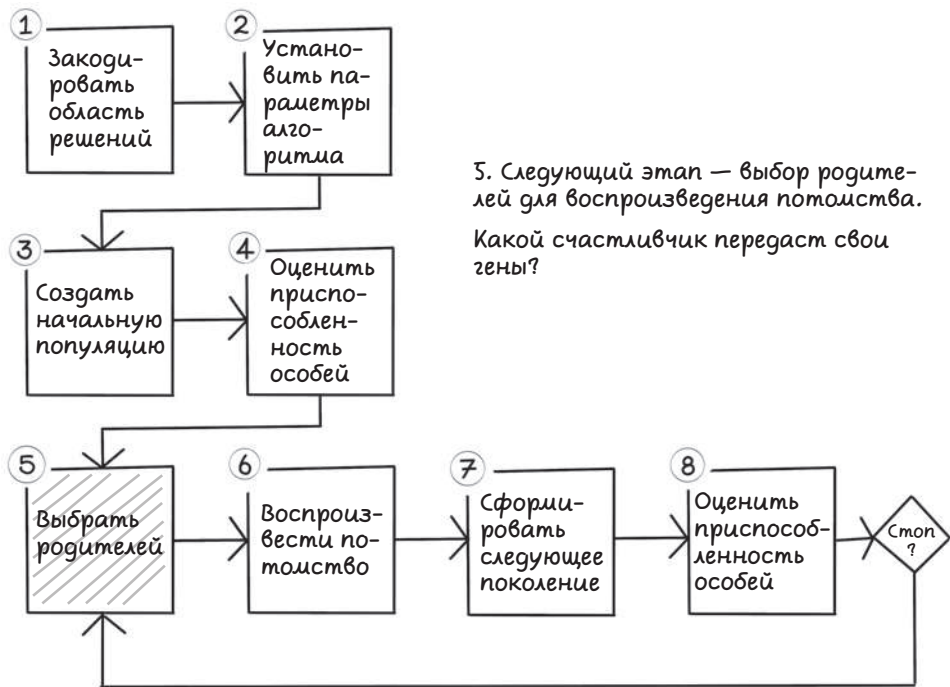 1
Закоди-
ровать
область
решений
2
Устано-
вить па-
раметры
алго-
ритма
5. Следующий этап — выбор родите-
лей для воспроизведения потомства.
Какой счастливчик передаст свои
гены?
3
Создать
начальную
популяцию
4
Оценить
приспо-
соблен-
ность
особей
5
Выбрать
родителей
6
Воспроиз-
вести по-
томство
7
Сформи-
ровать
следующее
поколение
8
Оценить
приспособ-
ленность
особей
Стоп
?